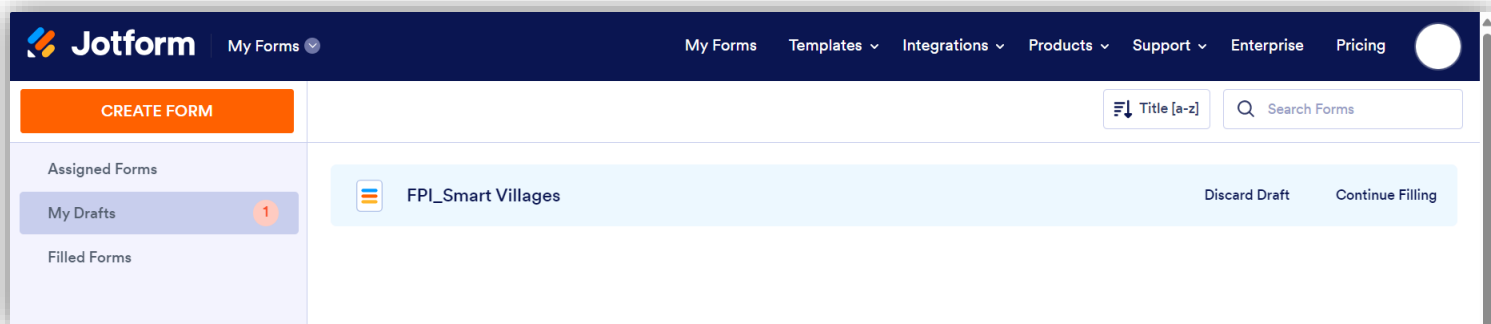 Jotform My Forms My Forms Templates Integrations Products Support Enterprise Pricing
CREATE FORM Title [a-z] Search Forms
Assigned Forms
FPI_Smart Villages Discard Draft Continue Filling
My Drafts 1
Filled Forms